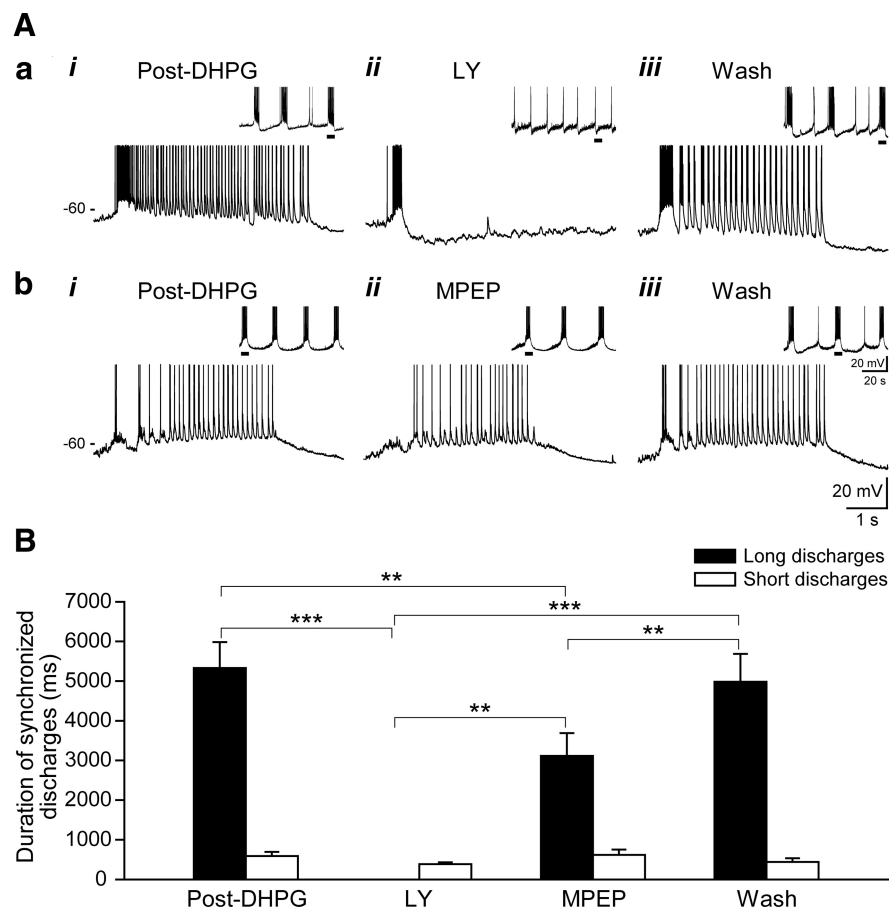 A
a i Post-DHPG ii LY iii Wash
-60 -
b i Post-DHPG ii MPEP iii Wash
20 mV
20 s
-60 -
20 mV
1 s
B
Long discharges
Short discharges
** 
*** ***
**
**
Duration of synchronized
discharges (ms)
7000
6000
5000
4000
3000
2000
1000
0
Post-DHPG LY MPEP Wash